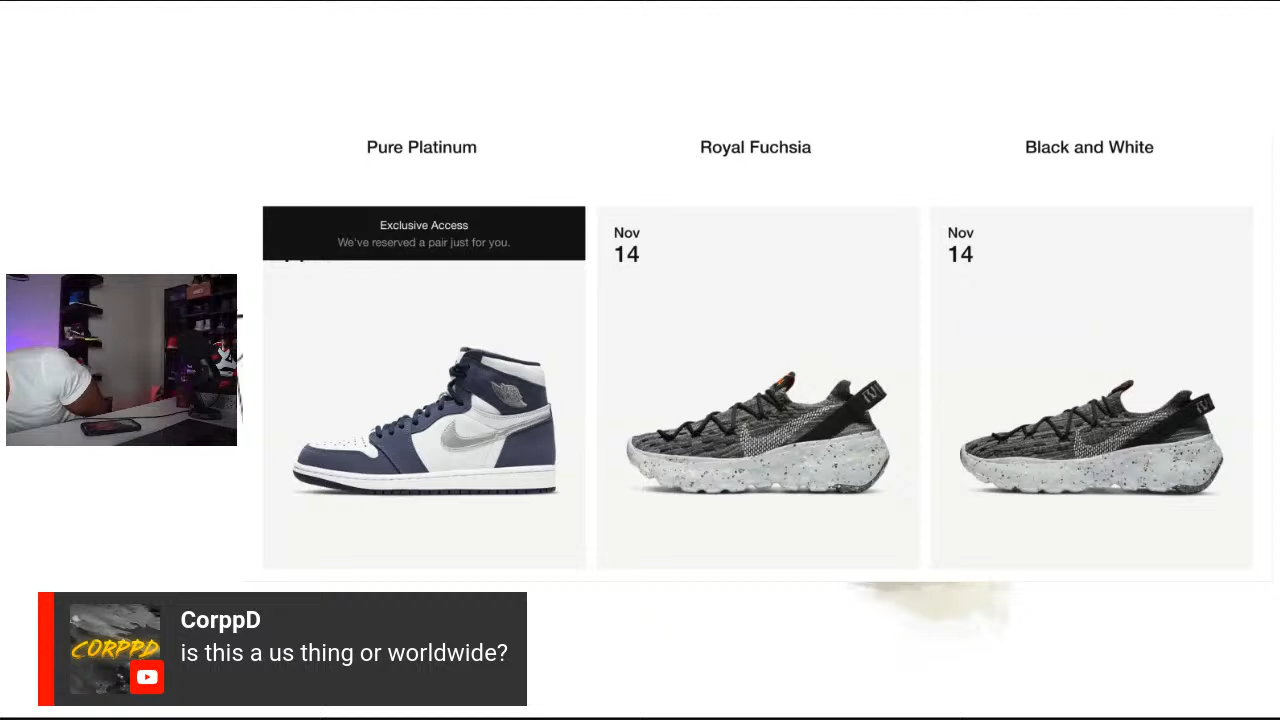 Pure Platinum
Royal Fuchsia
Black and White
Exclusive Access
We've reserved a pair just for you.
Nov
14
Nov
14
CORPPD
CorppD
is this a us thing or worldwide?